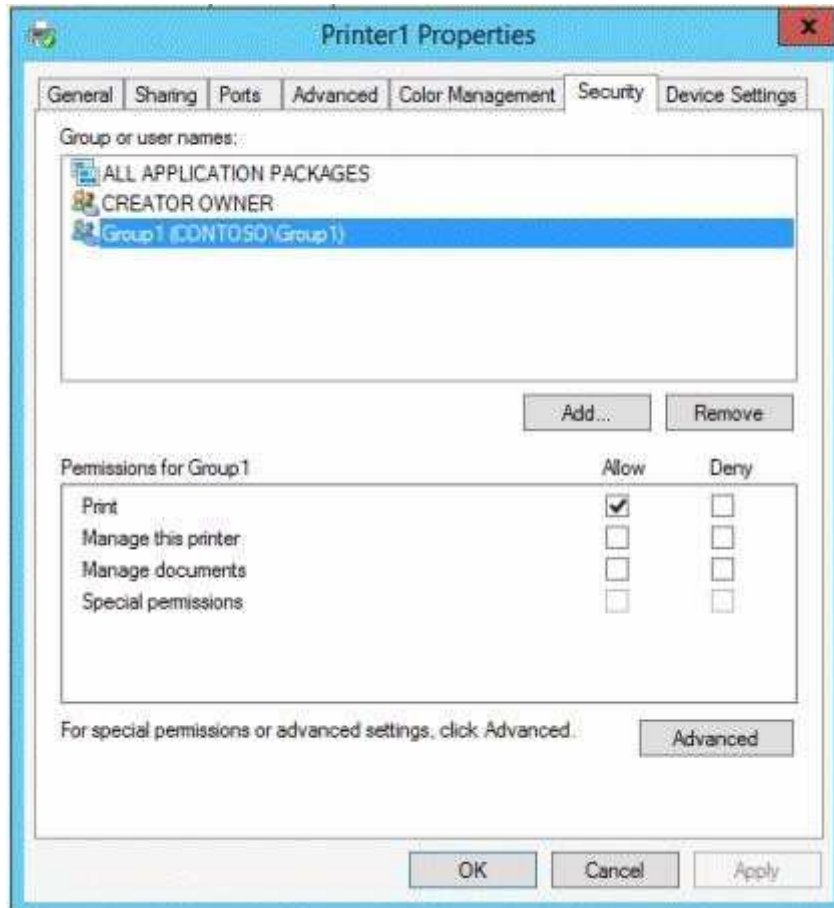 Printer1 Properties
x
General Sharing Ports Advanced Color Management Security Device Settings
Group or user names:
ALL APPLICATION PACKAGES
CREATOR OWNER
Group1 (CONTOSO\Group1)
Add... Remove
Permissions for Group1 Allow Deny
Print
Manage this printer
Manage documents
Special permissions
For special permissions or advanced settings, click Advanced. Advanced
OK Cancel Apply